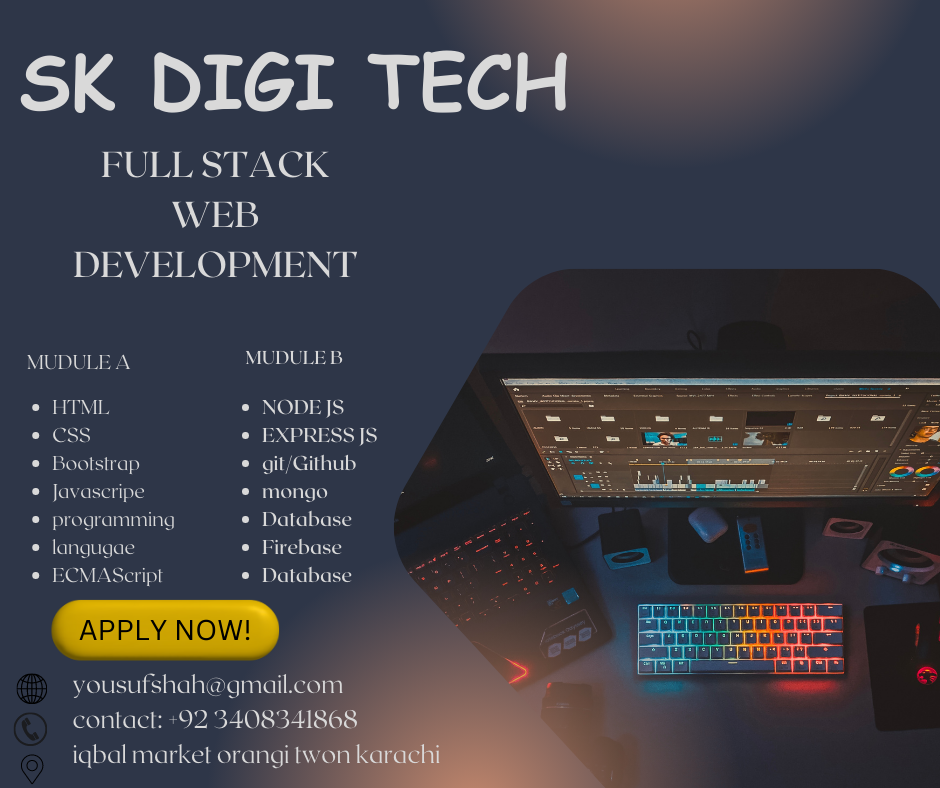 SK DIGI TECH
FULL STACK
WEB
DEVELOPMENT
MUDULE A
HTML
CSS
Bootstrap
Javascripe
programming
langugae
ECMAScript
MUDULE B
NODE JS
EXPRESS JS
git/Github
mongo
Database
Firebase
Database
APPLY NOW!
yousufshah@gmail.com
contact: +92 3408341868
iqbal market orangi twon karachi